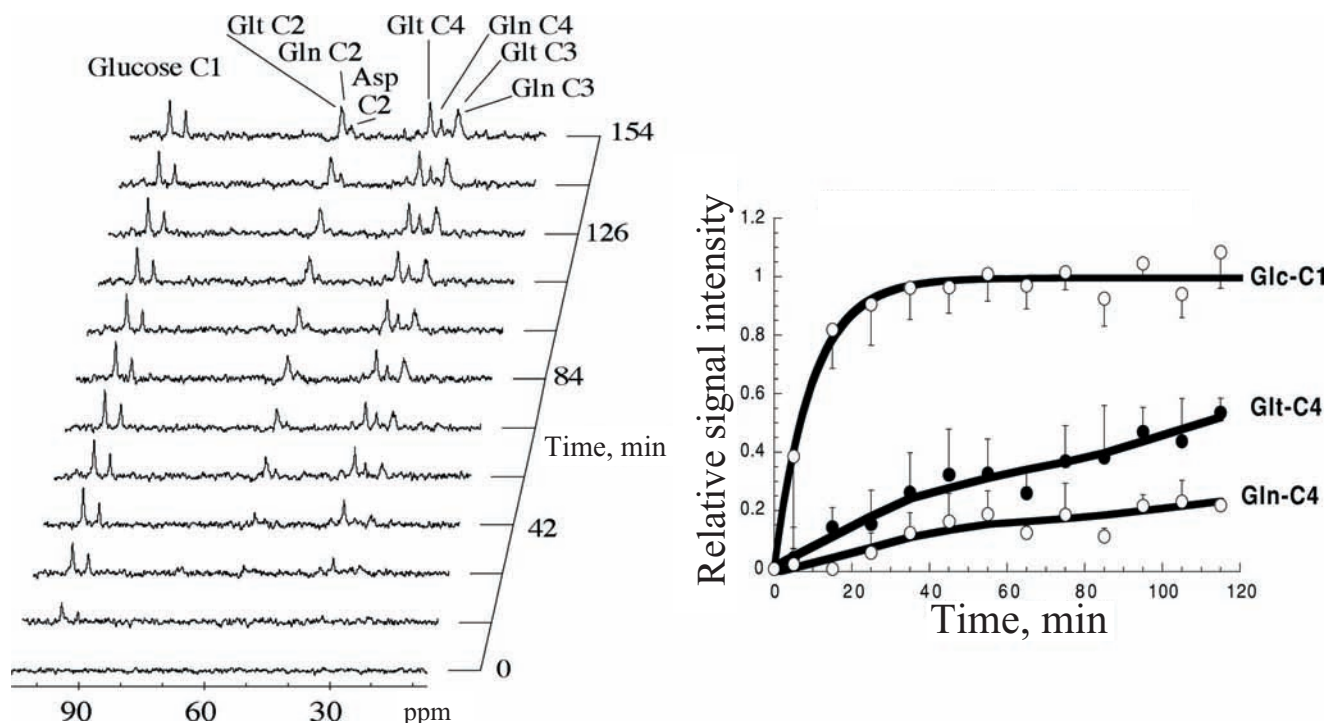 Glt C2
Gln C2
Asp
C2
Glucose C1
Glt C4
Gln C4
Glt C3
Gln C3
154
126
84
Time, min
42
0
90
60
30
ppm
Relative signal intensity
1.2
1
0.8
0.6
0.4
0.2
0
0
20
40
60
80
100
120
Time, min
Glc-C1
Glt-C4
Gln-C4